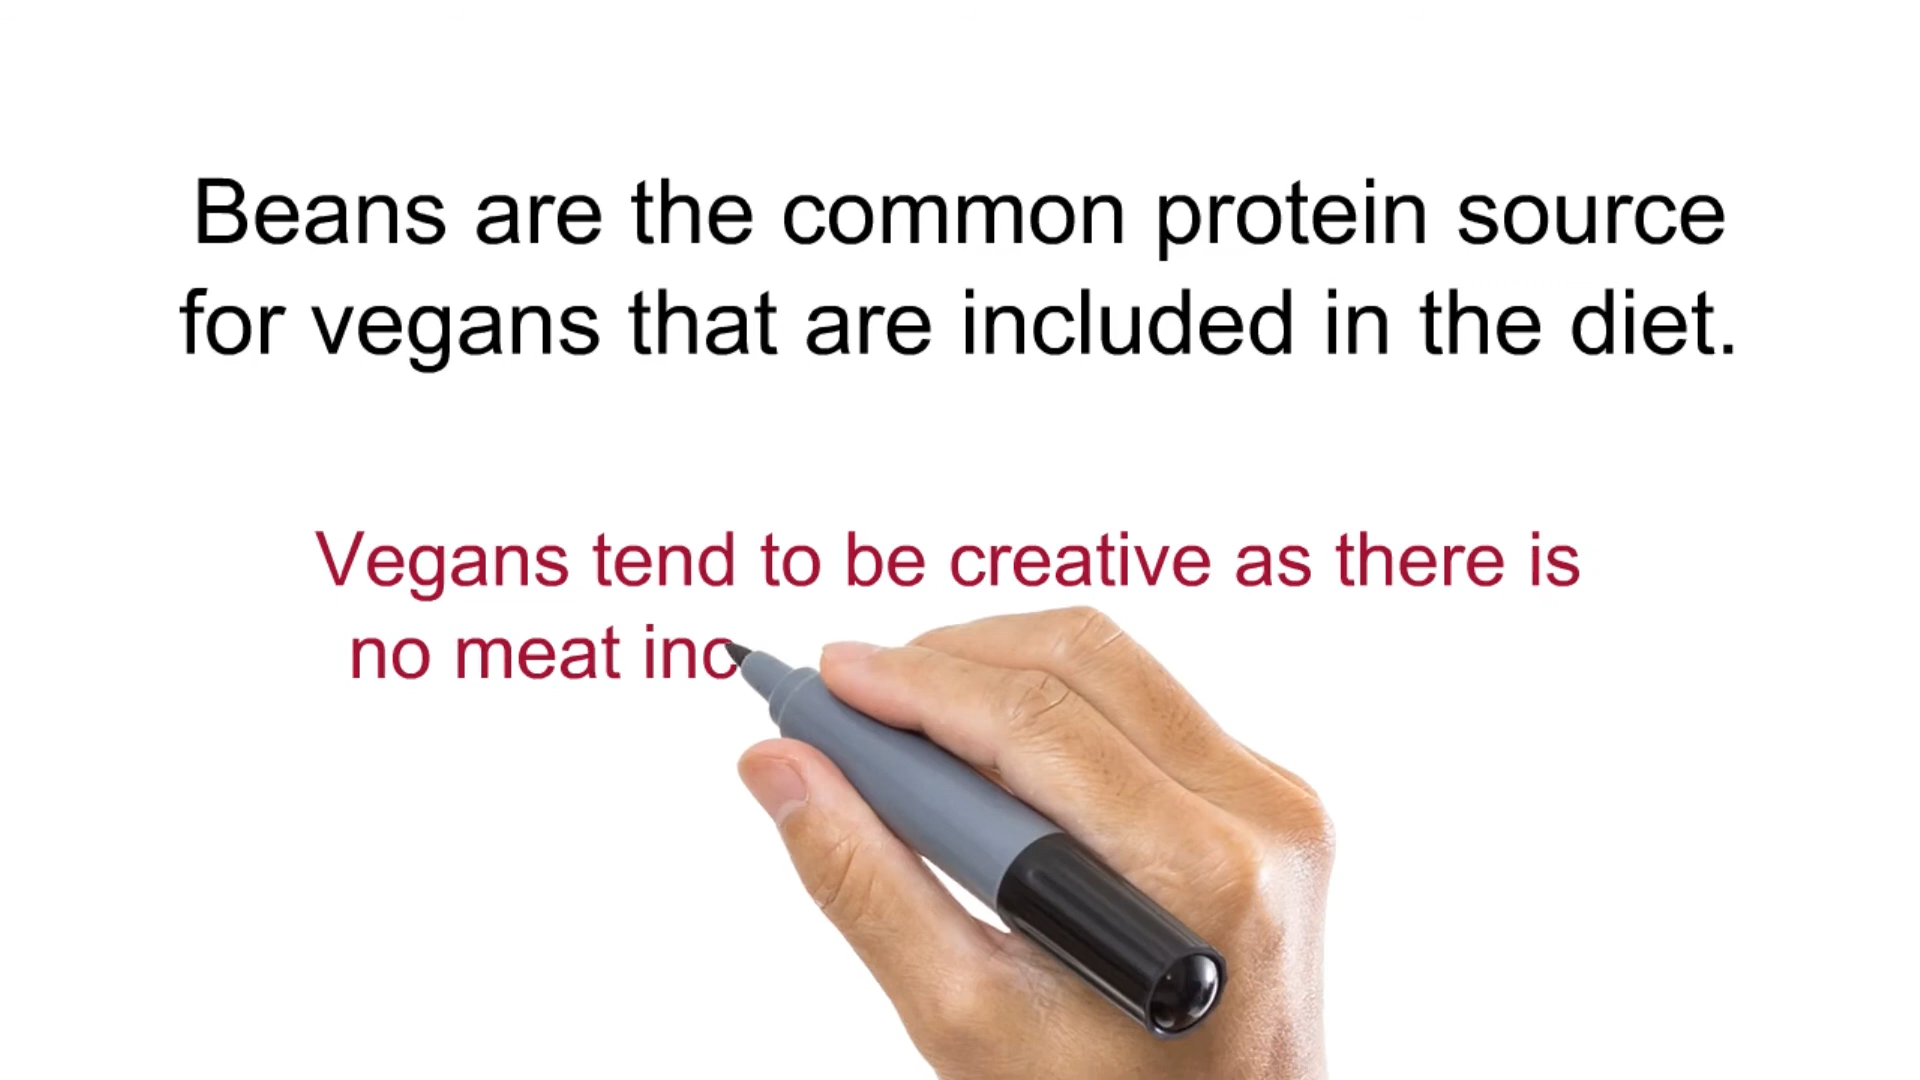 Beans are the common protein source
for vegans that are included in the diet.
Vegans tend to be creative as there is
no meat inc